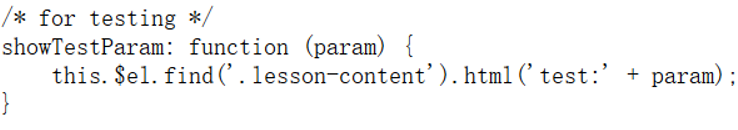 /* for testing */
showTestParam: function (param) {
    this.$el.find('.lesson-content').html('test:' + param);
}